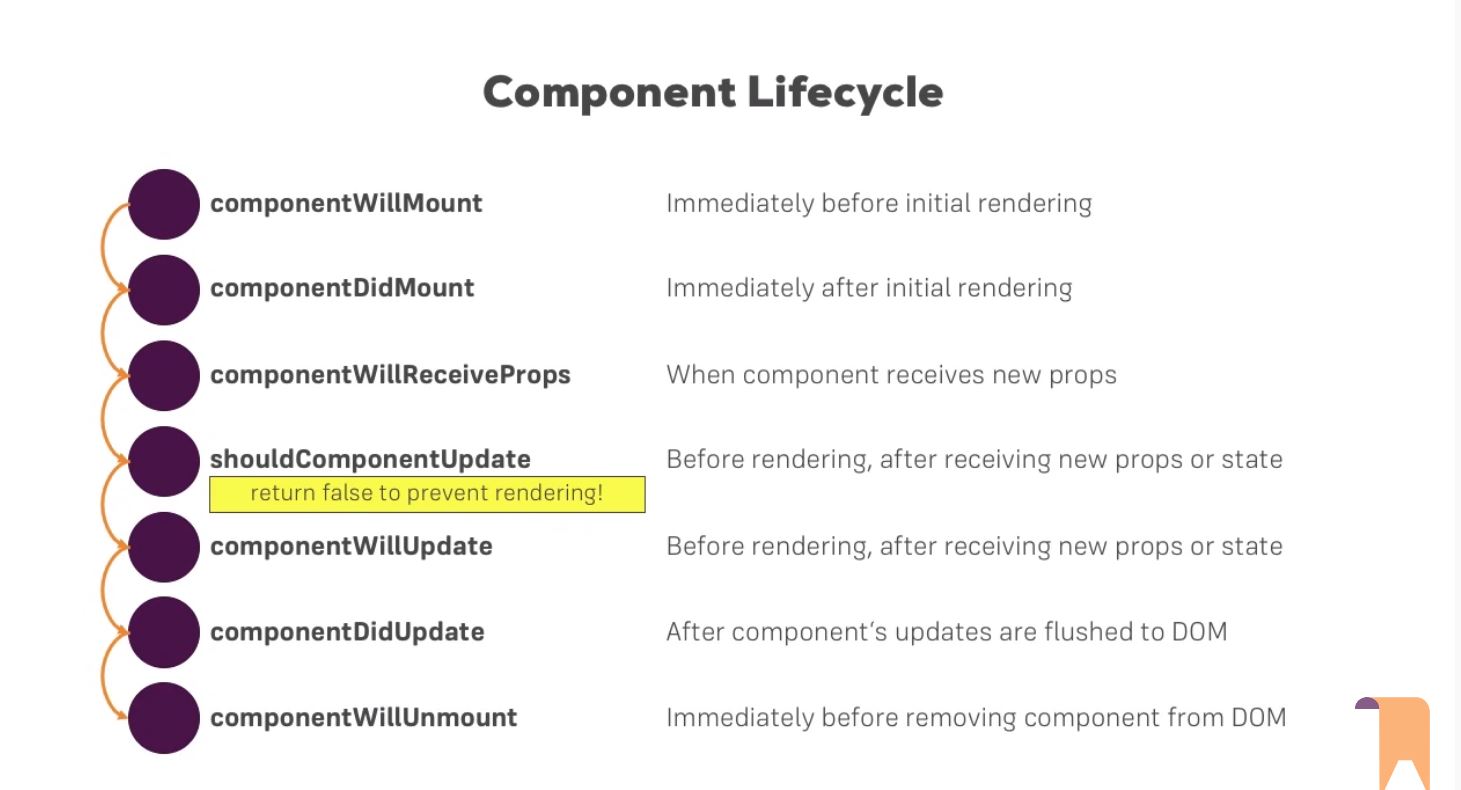 Component Lifecycle
componentWillMount Immediately before initial rendering
componentDidMount Immediately after initial rendering
componentWillReceiveProps When component receives new props
shouldComponentUpdate Before rendering, after receiving new props or state
return false to prevent rendering!
componentWillUpdate Before rendering, after receiving new props or state
componentDidUpdate After component's updates are flushed to DOM
componentWillUnmount Immediately before removing component from DOM